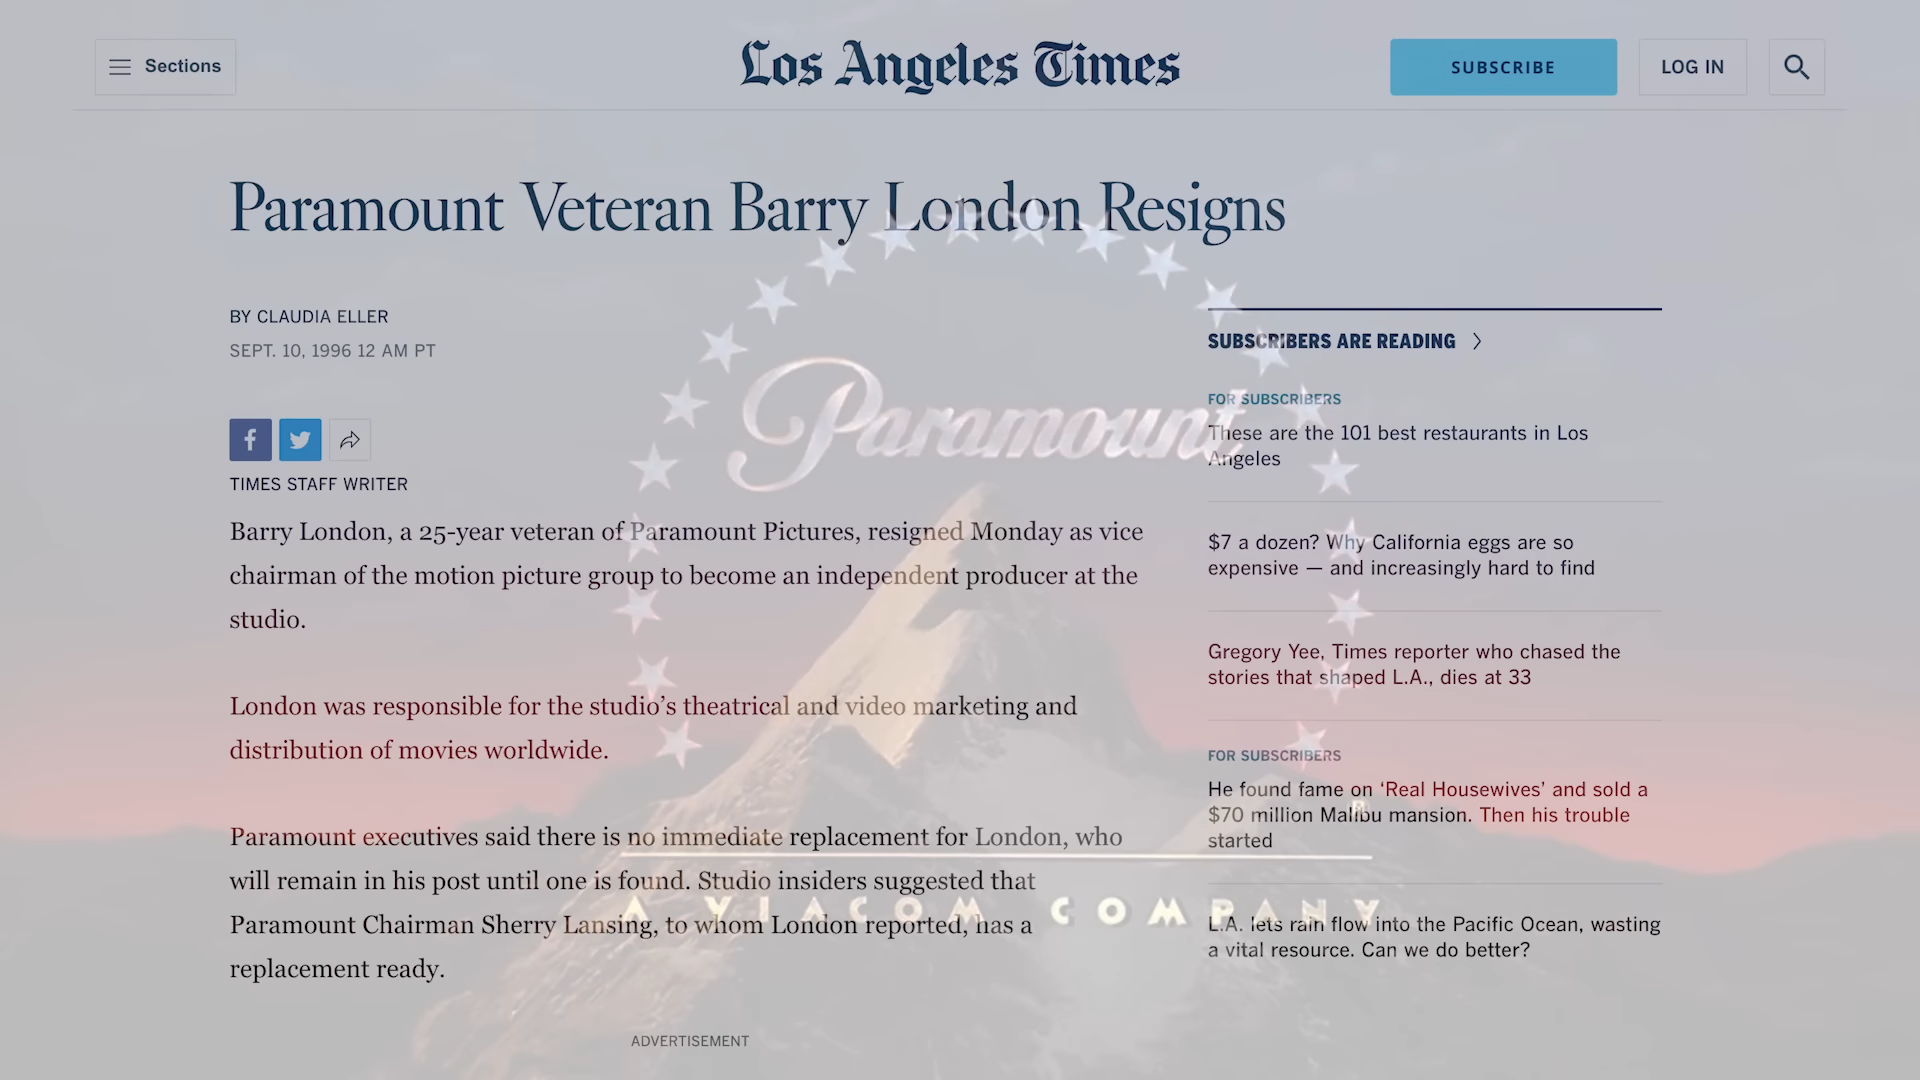 Sections
Los Angeles Times
SUBSCRIBE
LOG IN
Paramount Veteran Barry London Resigns
BY CLAUDIA ELLER
SEPT. 10, 1996 12 AM PT
TIMES STAFF WRITER
Barry London, a 25-year veteran of Paramount Pictures, resigned Monday as vice
chairman of the motion picture group to become an independent producer at the
studio.
London was responsible for the studio’s theatrical and video marketing and
distribution of movies worldwide.
Paramount executives said there is no immediate replacement for London, who
will remain in his post until one is found. Studio insiders suggested that
Paramount Chairman Sherry Lansing, to whom London reported, has a
replacement ready.
ADVERTISEMENT
SUBSCRIBERS ARE READING
FOR SUBSCRIBERS
These are the 101 best restaurants in Los
Angeles
$7 a dozen? Why California eggs are so
expensive — and increasingly hard to find
Gregory Yee, Times reporter who chased the
stories that shaped L.A., dies at 33
FOR SUBSCRIBERS
He found fame on ‘Real Housewives’ and sold a
$70 million Malibu mansion. Then his trouble
started
L.A. lets rain flow into the Pacific Ocean, wasting
a vital resource. Can we do better?
Paramount
®
A VIACOM COMPANY